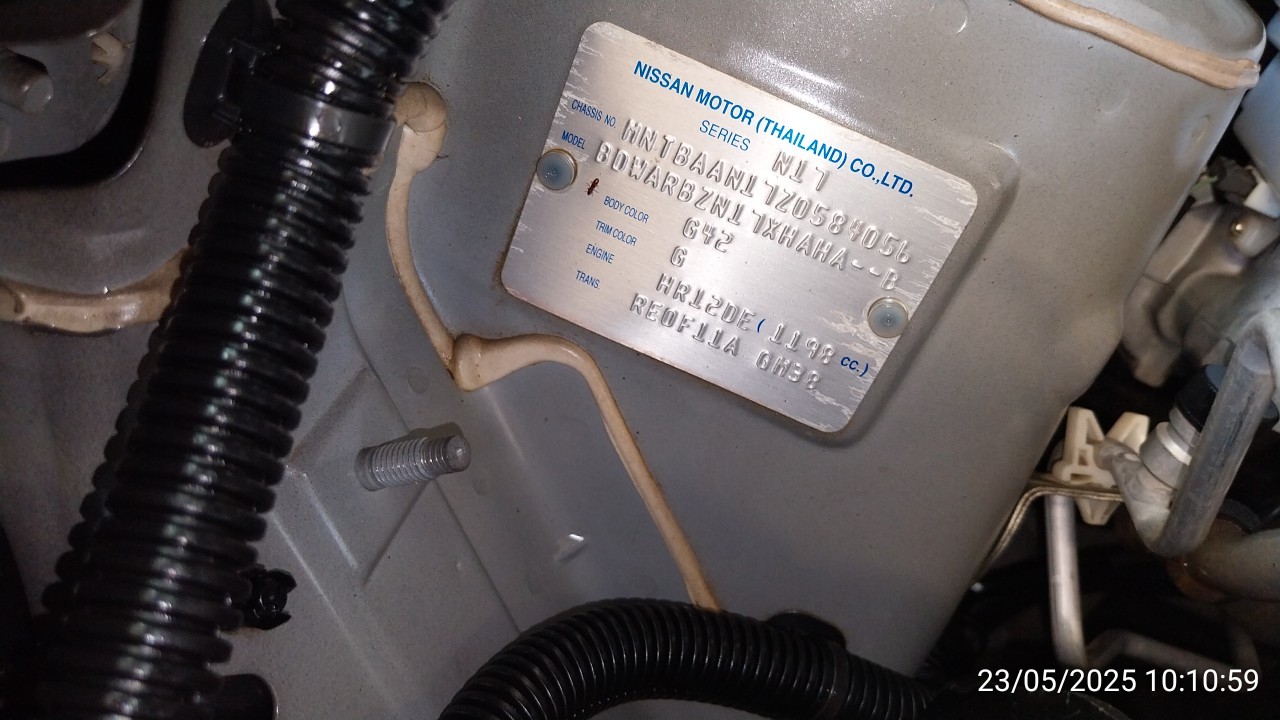 NISSAN MOTOR (THAILAND) CO.,LTD.
SERIES N17
CHASSIS NO. MNTBAAN17Z0584056
MODEL BDWARBZN17XHAHA--B
BODY COLOR G42
TRIM COLOR G
ENGINE HR12DE ( 1198 cc.)
TRANS. RE0F11A GH38
23/05/2025 10:10:59